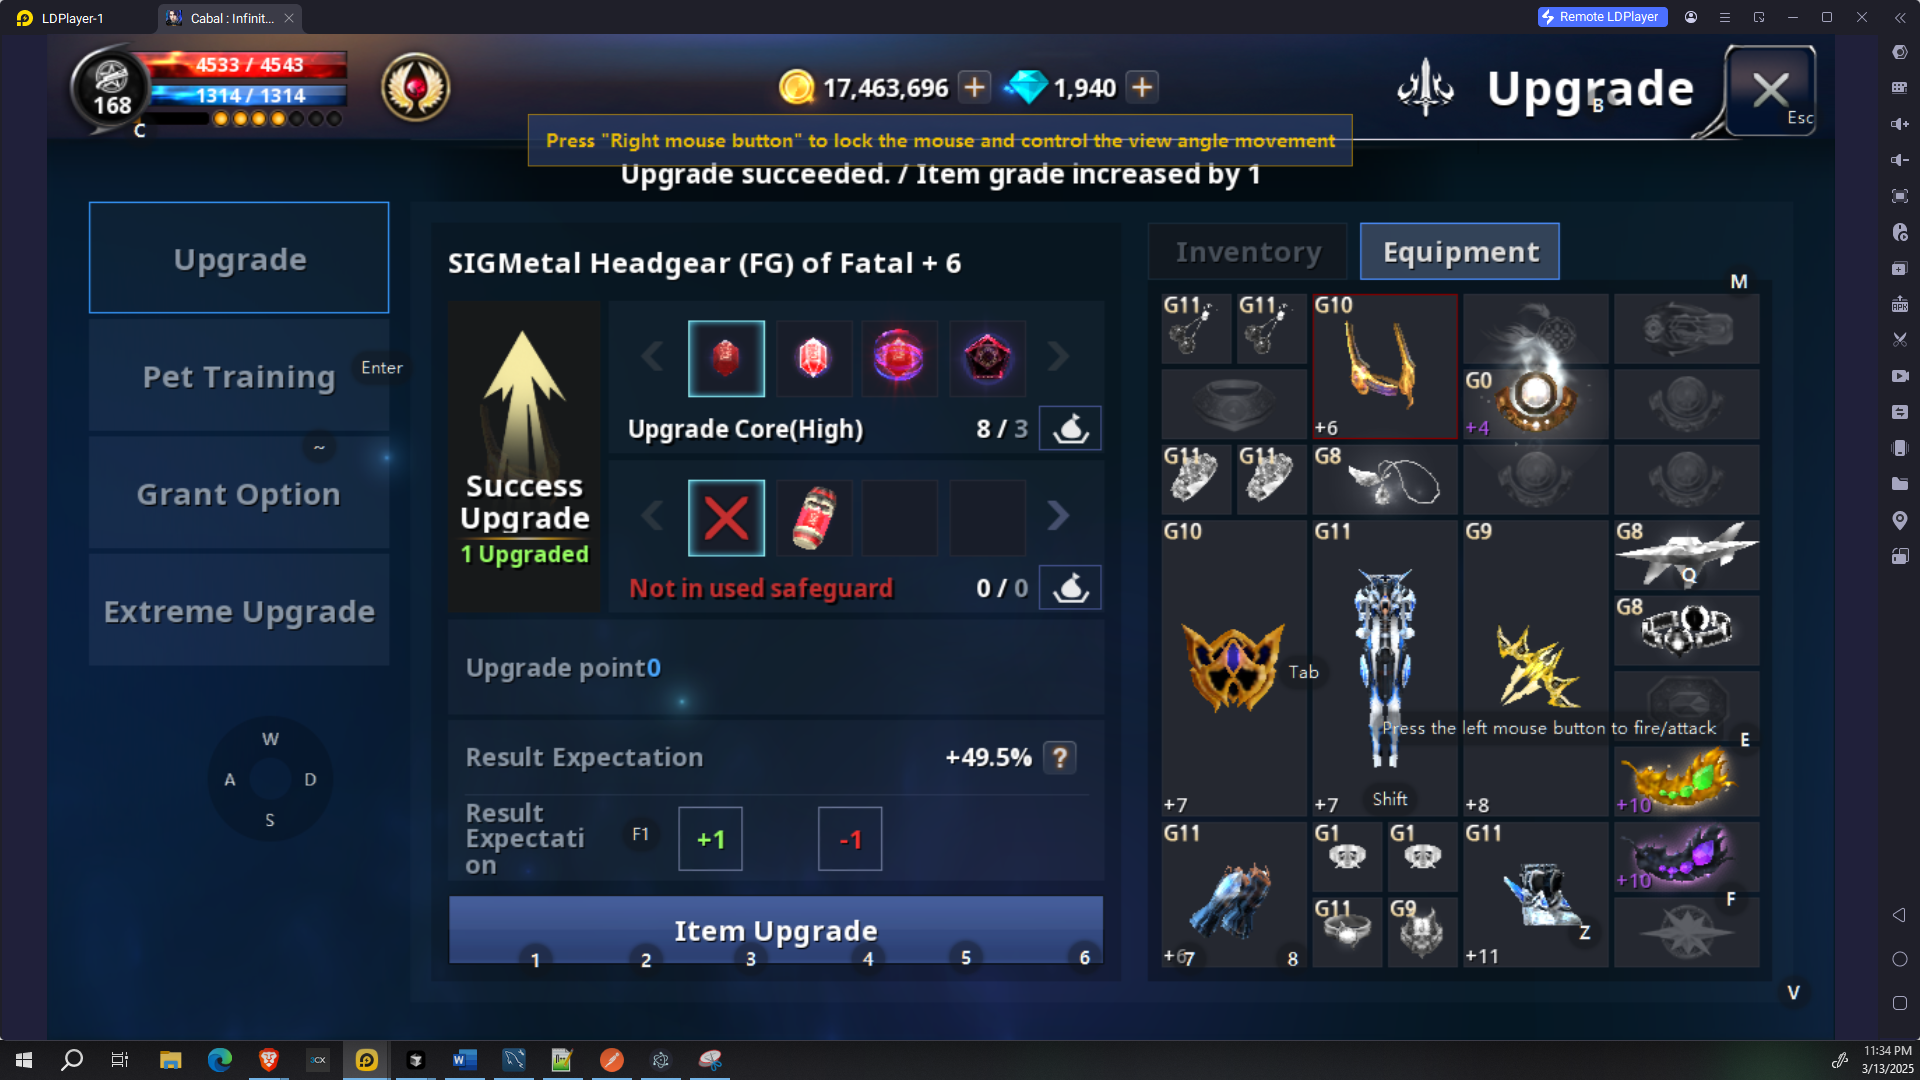 LDPlayer-1
Cabal : Infinit...
Remote LDPlayer
4533 / 4543
1314 / 1314
168
C
17,463,696
1,940
Upgrade
B
Esc
Press "Right mouse button" to lock the mouse and control the view angle movement
Upgrade succeeded. / Item grade increased by 1
Upgrade
Pet Training
Enter
~
Grant Option
Extreme Upgrade
W
A
D
S
SIGMetal Headgear (FG) of Fatal + 6
Success
Upgrade
1 Upgraded
Upgrade Core(High)
8 / 3
Not in used safeguard
0 / 0
Upgrade point0
Result Expectation
+49.5%
?
Result
Expectati
on
F1
+1
-1
Item Upgrade
1
2
3
4
5
6
Inventory
Equipment
M
G11
G11
G10
+6
G0
+4
G11
G11
G8
G10
+7
Tab
G11
+7
Shift
G9
+8
G8
Q
G8
Press the left mouse button to fire/attack
E
+10
G11
+6
7
8
G1
G1
G11
G9
G11
+11
Z
+10
F
V
3CX
11:34 PM
3/13/2025